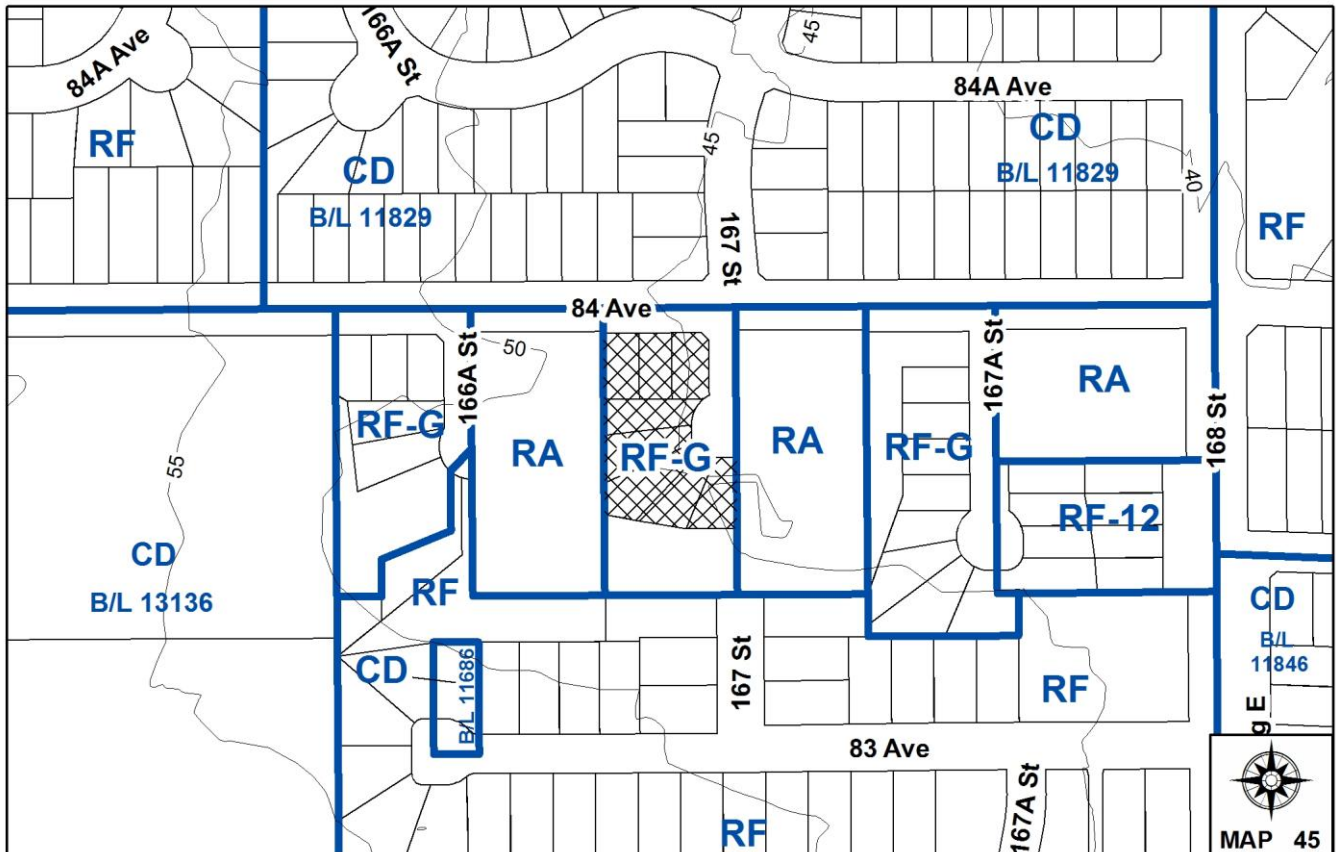 84A Ave
166A St
45
84A Ave
RF
CD
B/L 11829
45
CD
B/L 11829
40
RF
167 St
84 Ave
50
166A St
167A St
RA
RF-G
RA
RF-G
RA
RF-G
168 St
55
RF-12
CD
B/L 13136
RF
CD
B/L
11846
CD
B/L 11686
167 St
RF
g E
83 Ave
167A St
RF
MAP 45